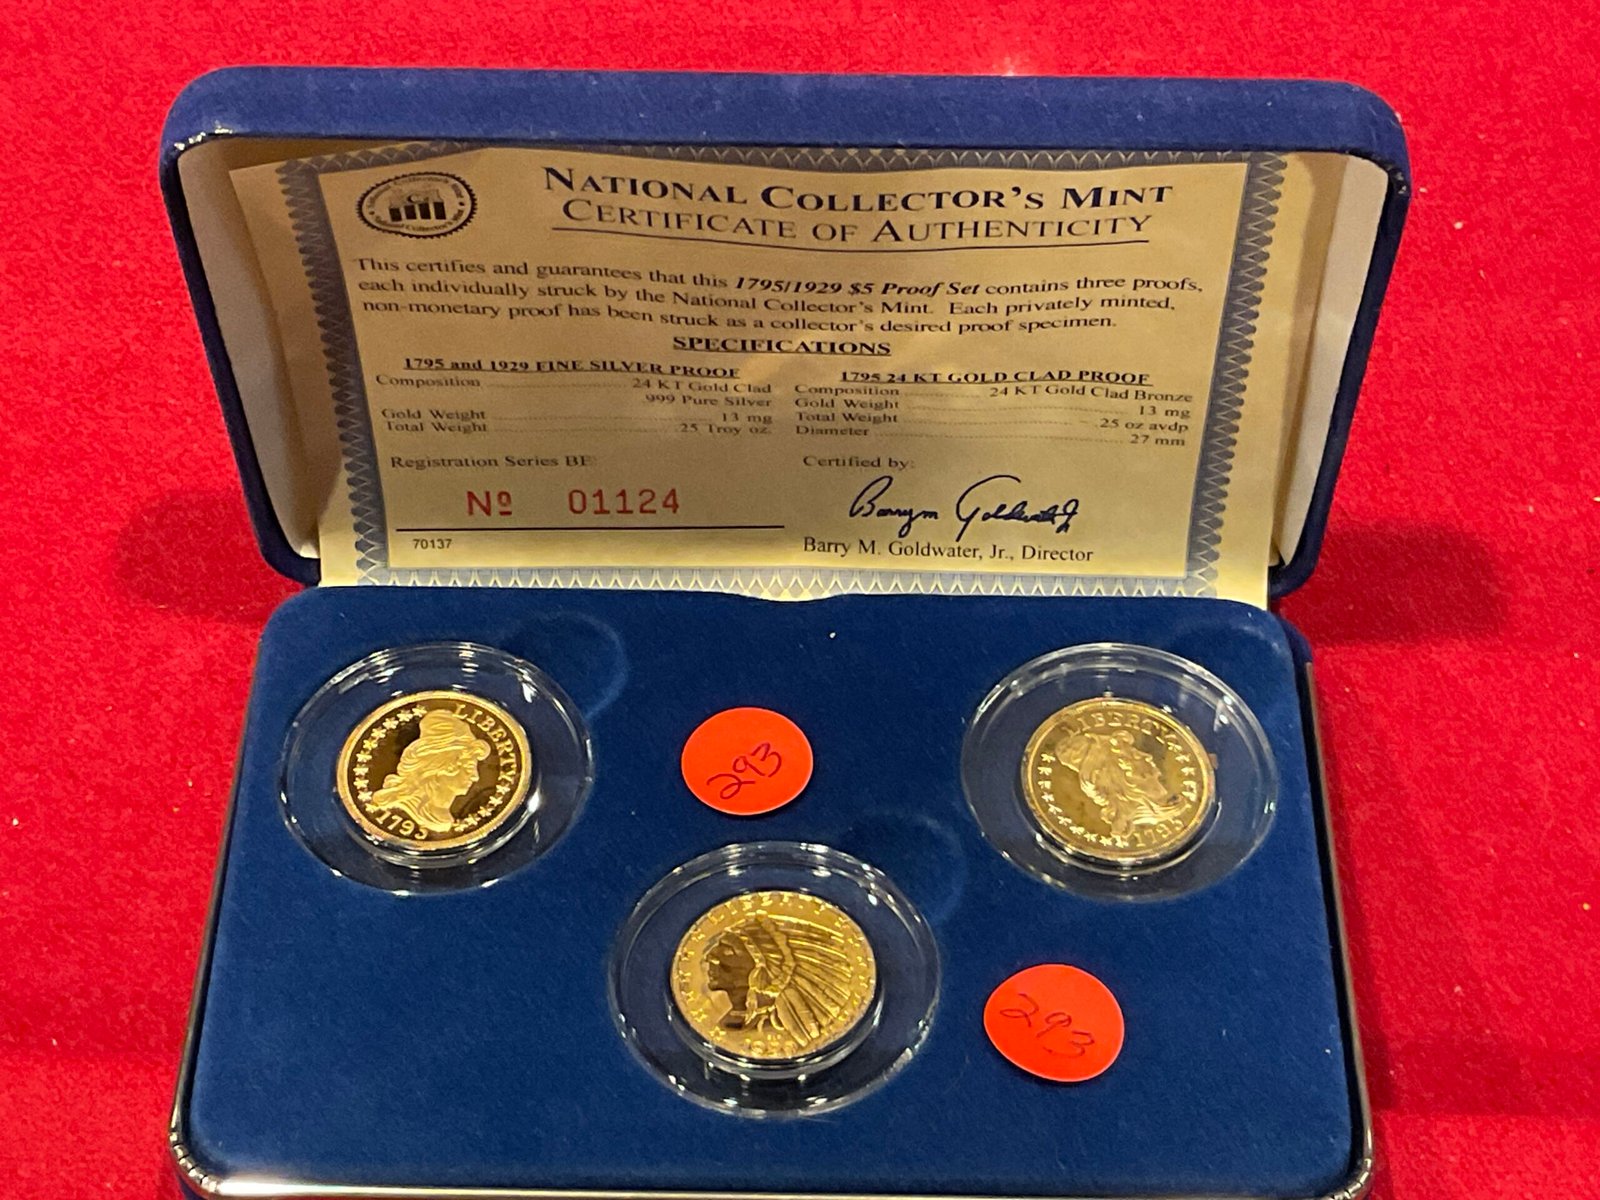 NATIONAL COLLECTOR'S MINT
CERTIFICATE OF AUTHENTICITY
This certifies and guarantees that this 1795/1929 $5 Proof Set contains three proofs,
each individually struck by the National Collector's Mint. Each privately minted,
non-monetary proof has been struck as a collector's desired proof specimen.
SPECIFICATIONS
1795 and 1929 FINE SILVER PROOF
Composition 24 KT Gold Clad
999 Pure Silver
Gold Weight 13 mg
Total Weight .25 Troy oz.
1795 24 KT GOLD CLAD PROOF
Composition 24 KT Gold Clad Bronze
Gold Weight 13 mg
Total Weight .25 oz avdp
Diameter 27 mm
Registration Series BE
Nº 01124
70137
Certified by:
Barry M Goldwater Jr
Barry M. Goldwater, Jr., Director
LIBERTY
1795
293
LIBERTY
1795
LIBERTY
1929
293